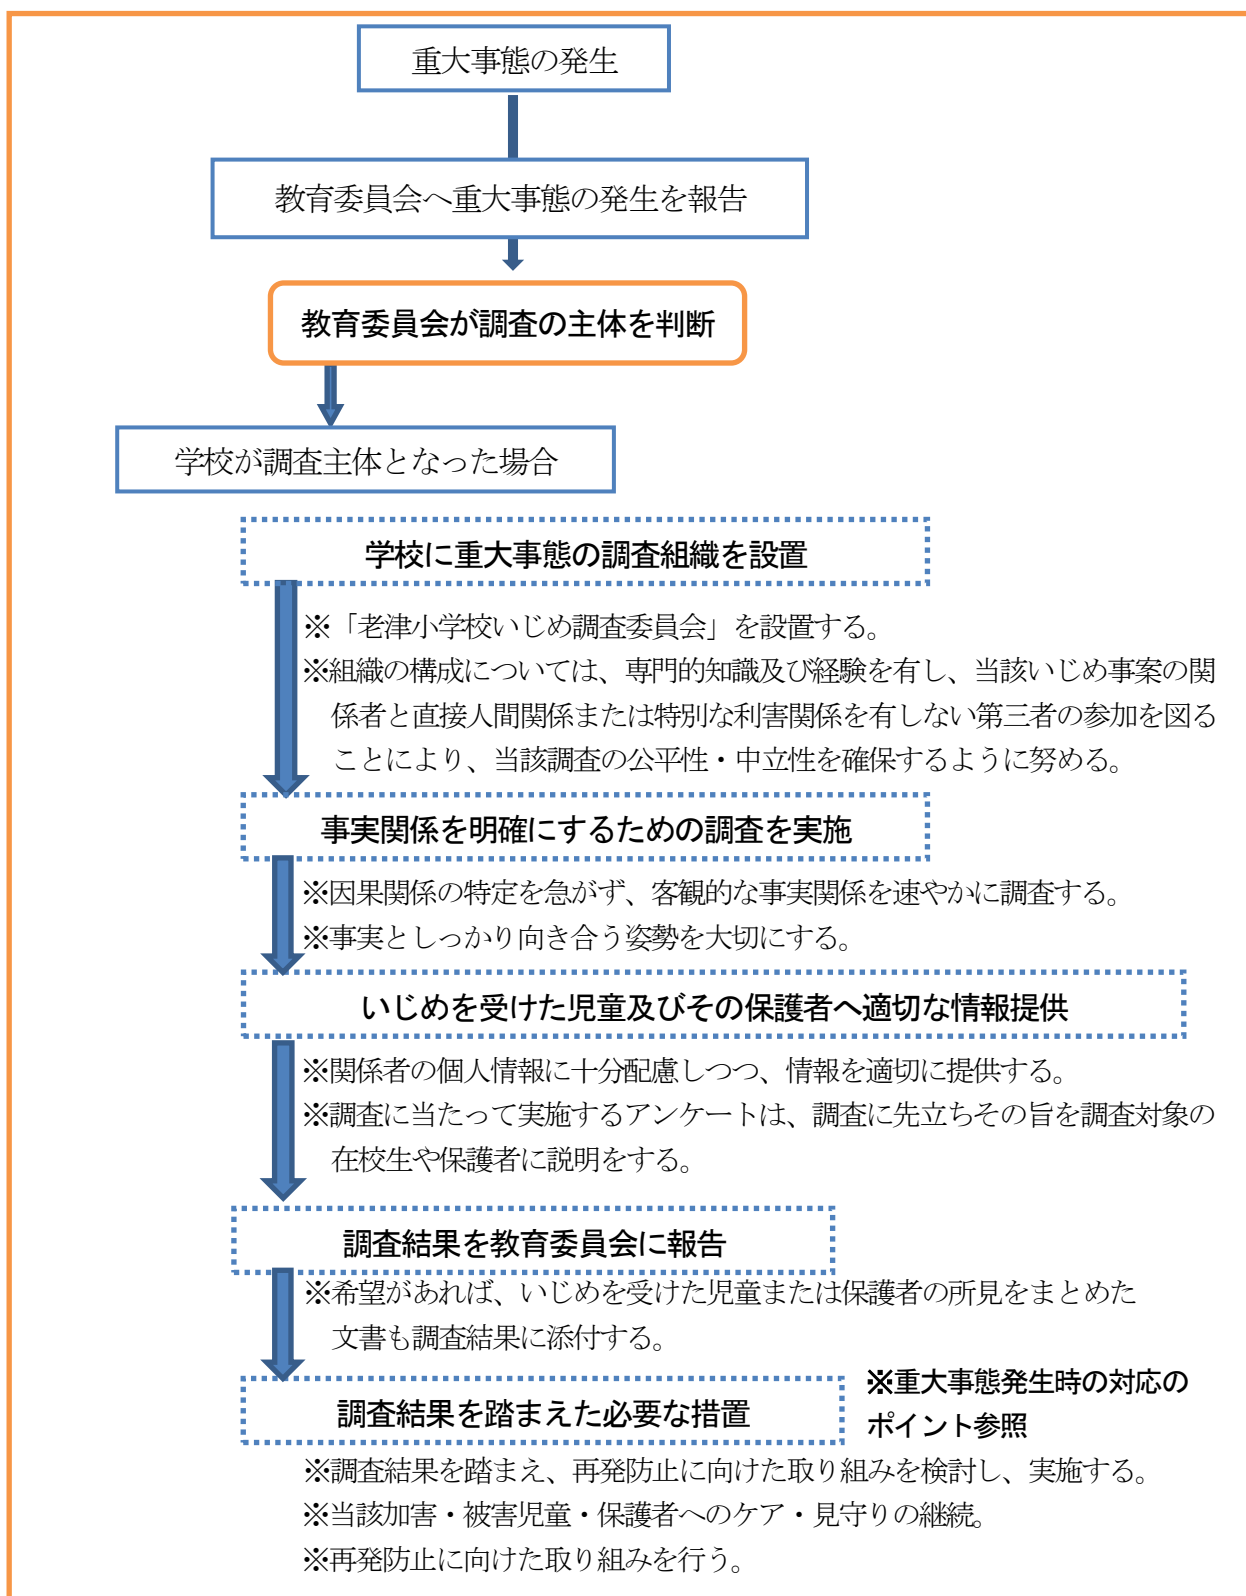 重大事態の発生
教育委員会へ重大事態の発生を報告
教育委員会が調査の主体を判断
学校が調査主体となった場合
学校に重大事態の調査組織を設置
※「老津小学校いじめ調査委員会」を設置する。
※組織の構成については、専門的知識及び経験を有し、当該いじめ事案の関
係者と直接人間関係または特別な利害関係を有しない第三者の参加を図る
ことにより、当該調査の公平性・中立性を確保するように努める。
事実関係を明確にするための調査を実施
※因果関係の特定を急がず、客観的な事実関係を速やかに調査する。
※事実としっかり向き合う姿勢を大切にする。
いじめを受けた児童及びその保護者へ適切な情報提供
※関係者の個人情報に十分配慮しつつ、情報を適切に提供する。
※調査に当たって実施するアンケートは、調査に先立ちその旨を調査対象の
在校生や保護者に説明をする。
調査結果を教育委員会に報告
※希望があれば、いじめを受けた児童または保護者の所見をまとめた
文書も調査結果に添付する。
調査結果を踏まえた必要な措置
※重大事態発生時の対応の
ポイント参照
※調査結果を踏まえ、再発防止に向けた取り組みを検討し、実施する。
※当該加害・被害児童・保護者へのケア・見守りの継続。
※再発防止に向けた取り組みを行う。